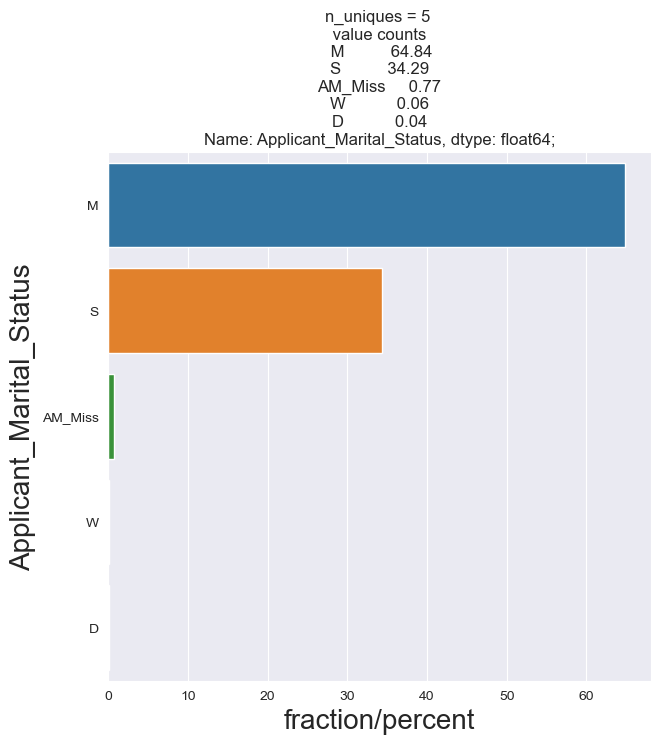 n_uniques = 5
value counts
M 64.84
S 34.29
AM_Miss 0.77
W 0.06
D 0.04
Name: Applicant_Marital_Status, dtype: float64;
Applicant_Marital_Status
M
S
AM_Miss
W
D
0 10 20 30 40 50 60
fraction/percent